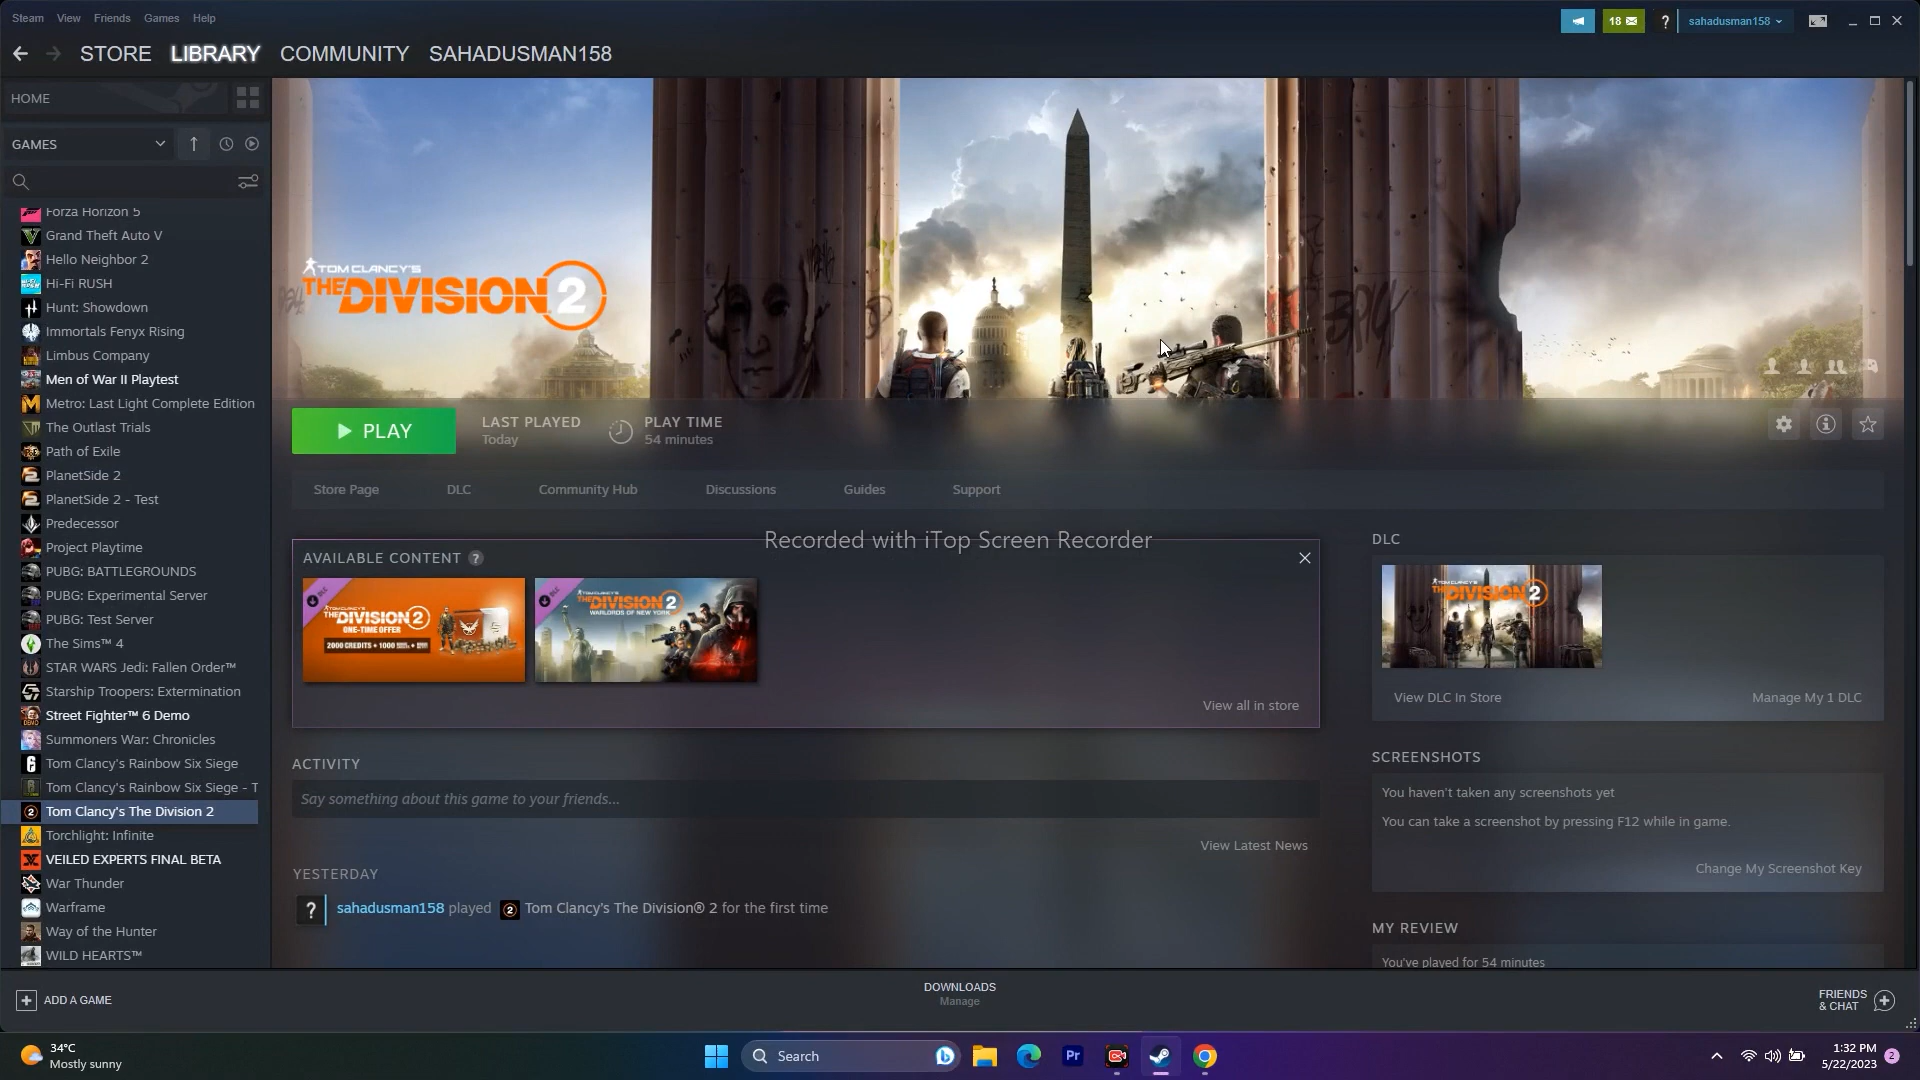 Steam View Friends Games Help
18
?
sahadusman158
STORE LIBRARY COMMUNITY SAHADUSMAN158
HOME
GAMES
Forza Horizon 5
Grand Theft Auto V
Hello Neighbor 2
Hi-Fi RUSH
Hunt: Showdown
Immortals Fenyx Rising
Limbus Company
Men of War II Playtest
Metro: Last Light Complete Edition
The Outlast Trials
Path of Exile
PlanetSide 2
PlanetSide 2 - Test
Predecessor
Project Playtime
PUBG: BATTLEGROUNDS
PUBG: Experimental Server
PUBG: Test Server
The Sims™ 4
STAR WARS Jedi: Fallen Order™
Starship Troopers: Extermination
Street Fighter™ 6 Demo
Summoners War: Chronicles
Tom Clancy's Rainbow Six Siege
Tom Clancy's Rainbow Six Siege - T
Tom Clancy's The Division 2
Torchlight: Infinite
VEILED EXPERTS FINAL BETA
War Thunder
Warframe
Way of the Hunter
WILD HEARTS™
TOM CLANCY'S
THE DIVISION 2
PLAY
LAST PLAYED
Today
PLAY TIME
54 minutes
Store Page DLC Community Hub Discussions Guides Support
Recorded with iTop Screen Recorder
AVAILABLE CONTENT ?
THE DIVISION 2
ONE-TIME OFFER
THE DIVISION 2
WARLORDS OF NEW YORK
View all in store
DLC
THE DIVISION 2
View DLC In Store
Manage My 1 DLC
ACTIVITY
Say something about this game to your friends...
View Latest News
YESTERDAY
? sahadusman158 played 2 Tom Clancy's The Division® 2 for the first time
SCREENSHOTS
You haven't taken any screenshots yet
You can take a screenshot by pressing F12 while in game.
Change My Screenshot Key
MY REVIEW
You've played for 54 minutes
ADD A GAME
DOWNLOADS
Manage
FRIENDS
& CHAT
34°C
Mostly sunny
Search
Pr
1:32 PM
5/22/2023
2